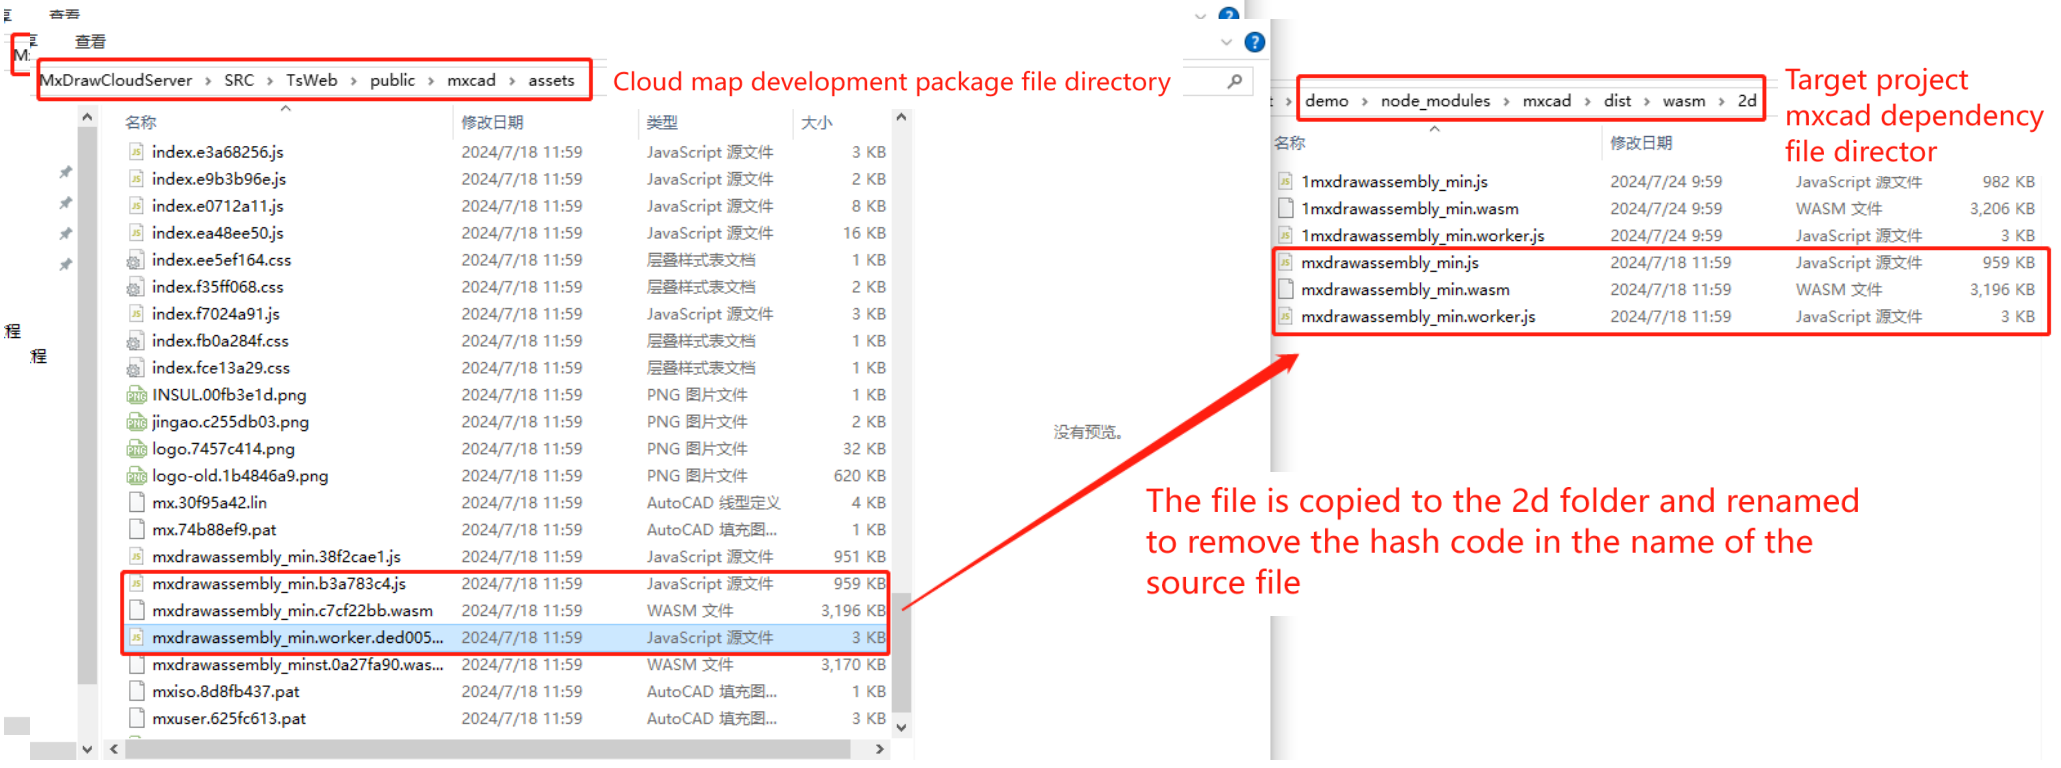 享 查看
享 查看
M
MxDrawCloudServer › SRC › TsWeb › public › mxcad › assets
Cloud map development package file directory
名称 修改日期 类型 大小
index.e3a68256.js 2024/7/18 11:59 JavaScript 源文件 3 KB
index.e9b3b96e.js 2024/7/18 11:59 JavaScript 源文件 2 KB
index.e0712a11.js 2024/7/18 11:59 JavaScript 源文件 8 KB
index.ea48ee50.js 2024/7/18 11:59 JavaScript 源文件 16 KB
index.ee5ef164.css 2024/7/18 11:59 层叠样式表文档 1 KB
index.f35ff068.css 2024/7/18 11:59 层叠样式表文档 2 KB
index.f7024a91.js 2024/7/18 11:59 JavaScript 源文件 3 KB
index.fb0a284f.css 2024/7/18 11:59 层叠样式表文档 1 KB
index.fce13a29.css 2024/7/18 11:59 层叠样式表文档 1 KB
INSUL.00fb3e1d.png 2024/7/18 11:59 PNG 图片文件 1 KB
jingao.c255db03.png 2024/7/18 11:59 PNG 图片文件 2 KB
logo.7457c414.png 2024/7/18 11:59 PNG 图片文件 32 KB
logo-old.1b4846a9.png 2024/7/18 11:59 PNG 图片文件 620 KB
mx.30f95a42.lin 2024/7/18 11:59 AutoCAD 线型定义 4 KB
mx.74b88ef9.pat 2024/7/18 11:59 AutoCAD 填充图... 1 KB
mxdrawassembly_min.38f2cae1.js 2024/7/18 11:59 JavaScript 源文件 951 KB
mxdrawassembly_min.b3a783c4.js 2024/7/18 11:59 JavaScript 源文件 959 KB
mxdrawassembly_min.c7cf22bb.wasm 2024/7/18 11:59 WASM 文件 3,196 KB
mxdrawassembly_min.worker.ded005... 2024/7/18 11:59 JavaScript 源文件 3 KB
mxdrawassembly_minst.0a27fa90.was... 2024/7/18 11:59 WASM 文件 3,170 KB
mxiso.8d8fb437.pat 2024/7/18 11:59 AutoCAD 填充图... 1 KB
mxuser.625fc613.pat 2024/7/18 11:59 AutoCAD 填充图... 3 KB
程
程
没有预览。
t › demo › node_modules › mxcad › dist › wasm › 2d
Target project
mxcad dependency
file director
名称 修改日期
1mxdrawassembly_min.js 2024/7/24 9:59 JavaScript 源文件 982 KB
1mxdrawassembly_min.wasm 2024/7/24 9:59 WASM 文件 3,206 KB
1mxdrawassembly_min.worker.js 2024/7/24 9:59 JavaScript 源文件 3 KB
mxdrawassembly_min.js 2024/7/18 11:59 JavaScript 源文件 959 KB
mxdrawassembly_min.wasm 2024/7/18 11:59 WASM 文件 3,196 KB
mxdrawassembly_min.worker.js 2024/7/18 11:59 JavaScript 源文件 3 KB
The file is copied to the 2d folder and renamed
to remove the hash code in the name of the
source file